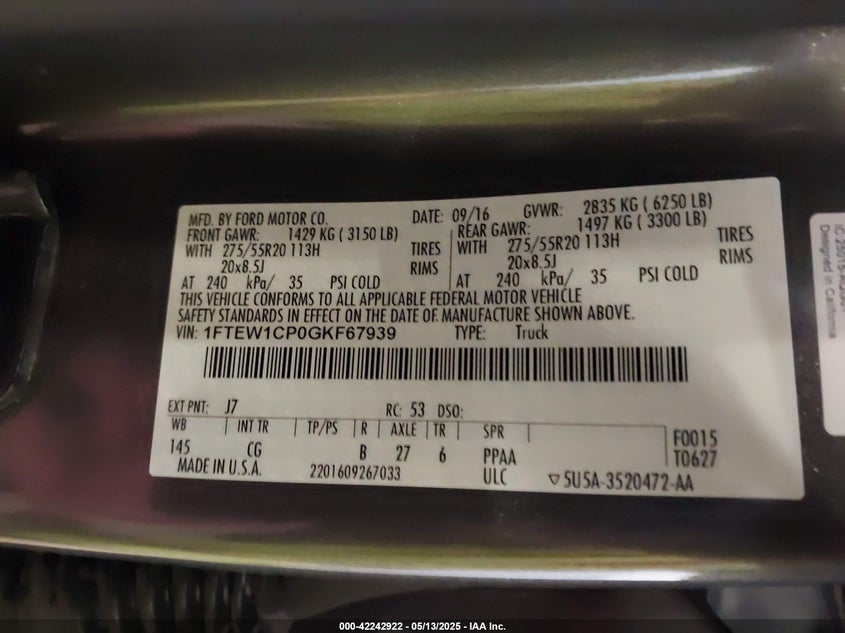 MFD. BY FORD MOTOR CO. DATE: 09/16 GVWR: 2835 KG ( 6250 LB)
FRONT GAWR: 1429 KG ( 3150 LB) REAR GAWR: 1497 KG ( 3300 LB)
WITH 275/55R20 113H TIRES WITH 275/55R20 113H TIRES
20x8.5J RIMS 20x8.5J RIMS
AT 240 kPa/ 35 PSI COLD AT 240 kPa/ 35 PSI COLD
THIS VEHICLE CONFORMS TO ALL APPLICABLE FEDERAL MOTOR VEHICLE
SAFETY STANDARDS IN EFFECT ON THE DATE OF MANUFACTURE SHOWN ABOVE.
VIN: 1FTEW1CP0GKF67939 TYPE: Truck
EXT PNT: J7 RC: 53 DSO:
WB INT TR TP/PS R AXLE TR SPR
145 CG B 27 6 PPAA
F0015
T0627
MADE IN U.S.A. 2201609267033 ULC ▽5U5A-3520472-AA
Designed in California
000-42242922 - 05/13/2025 - IAA Inc.